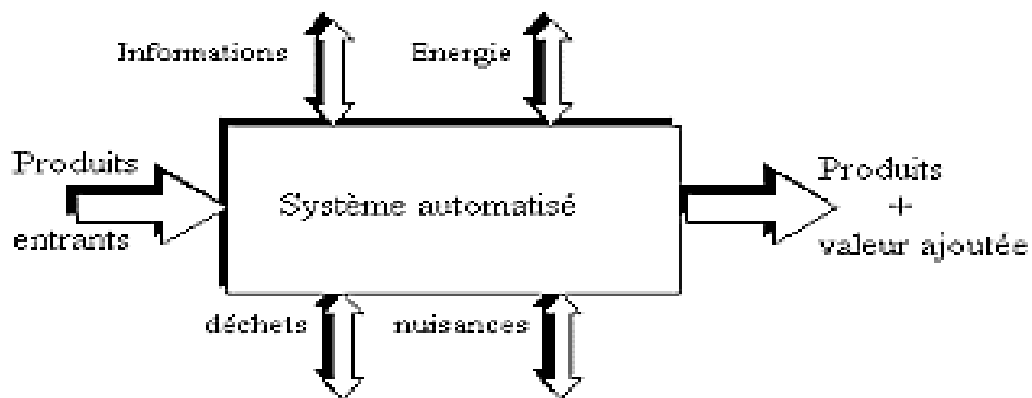 Informations
Energie
Produits
entrants
Système automatisé
Produits
+
valeur ajoutée
déchets
nuisances